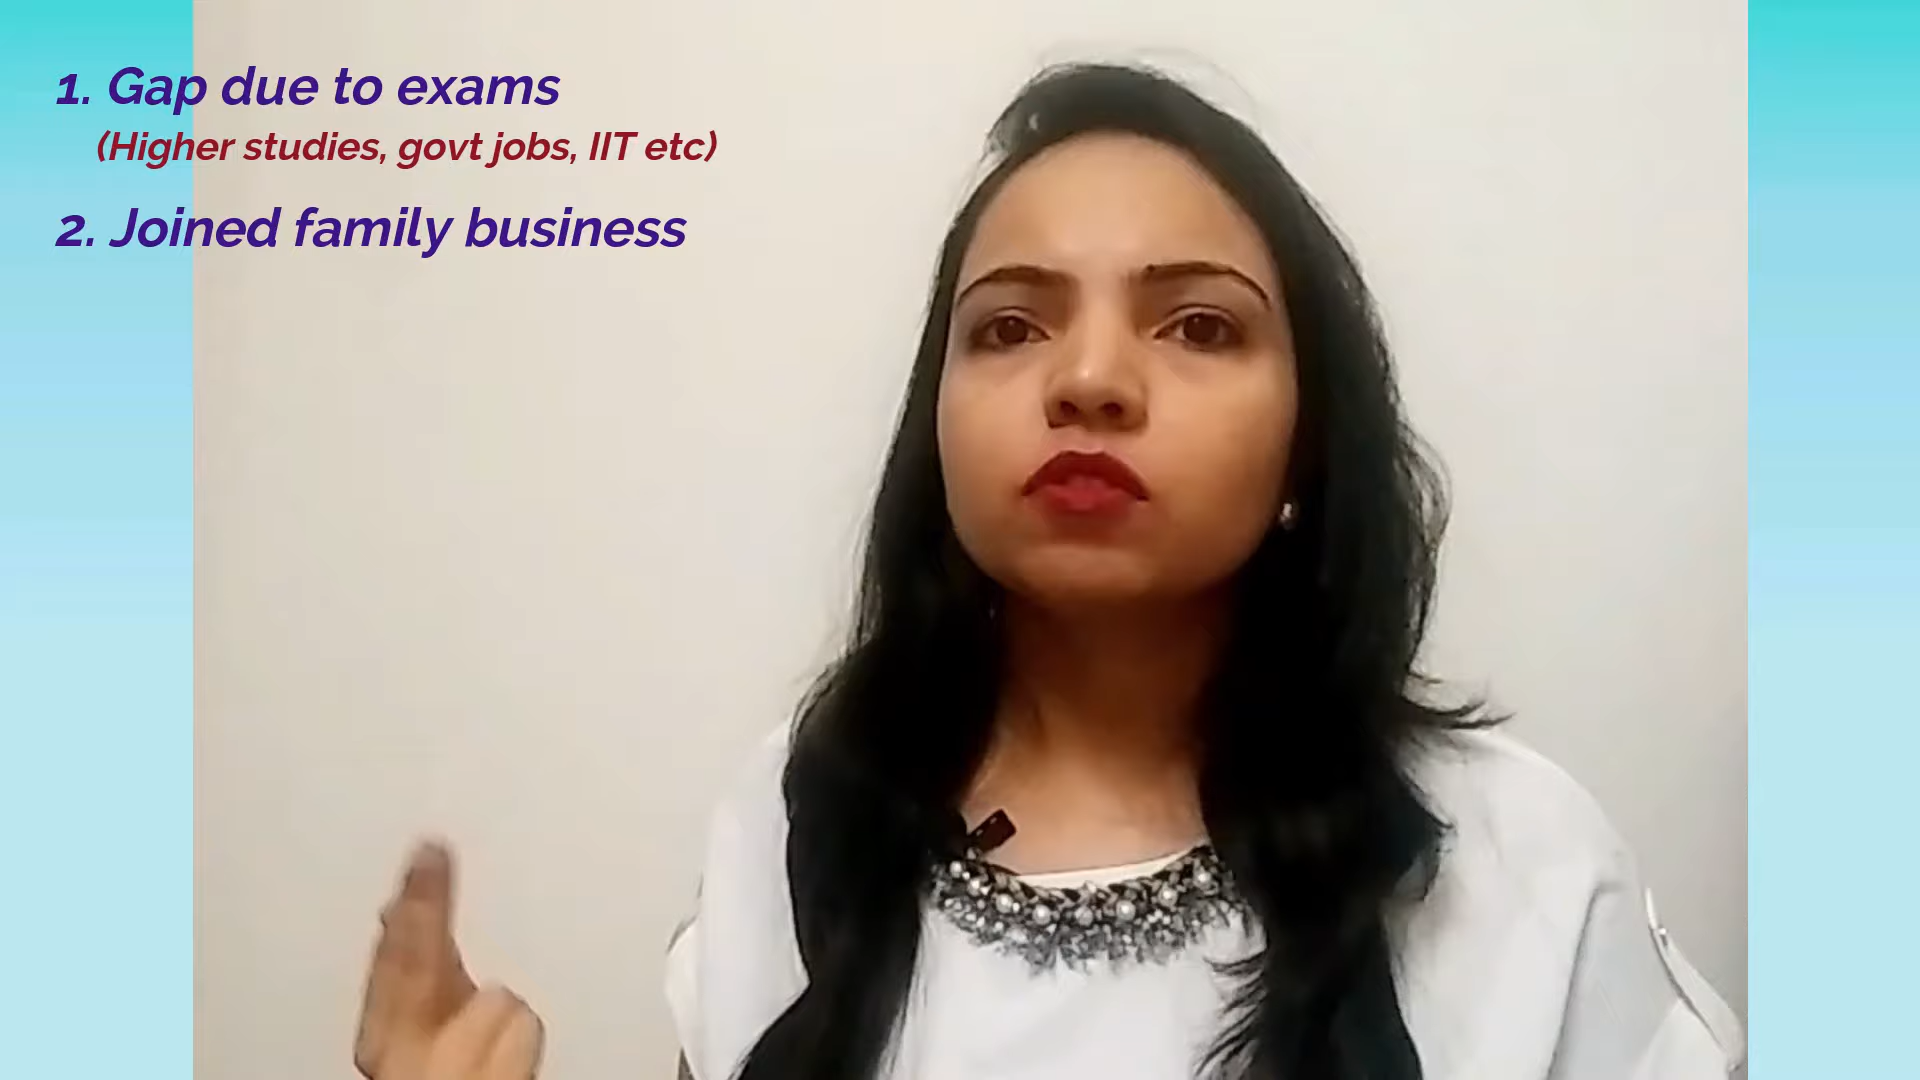 1. Gap due to exams
(Higher studies, govt jobs, IIT etc)
2. Joined family business